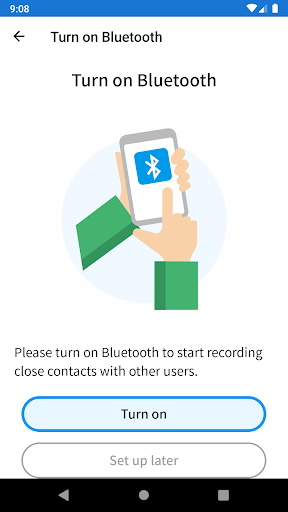 9:08
Turn on Bluetooth
Turn on Bluetooth
Please turn on Bluetooth to start recording
close contacts with other users.
Turn on
Set up later